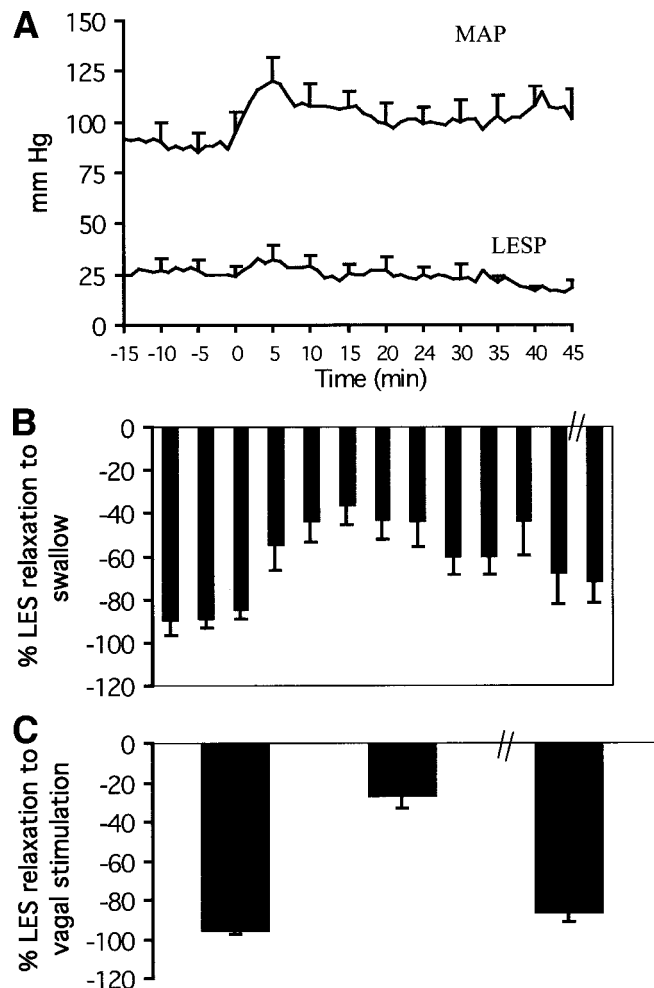 A
150
125
100
75
50
25
0
mm Hg
MAP
LESP
-15 -10 -5 0 5 10 15 20 24 30 35 40 45
Time (min)
B
0
-20
-40
-60
-80
-100
-120
% LES relaxation to
swallow
//
C
0
-20
-40
-60
-80
-100
-120
% LES relaxation to
vagal stimulation
//